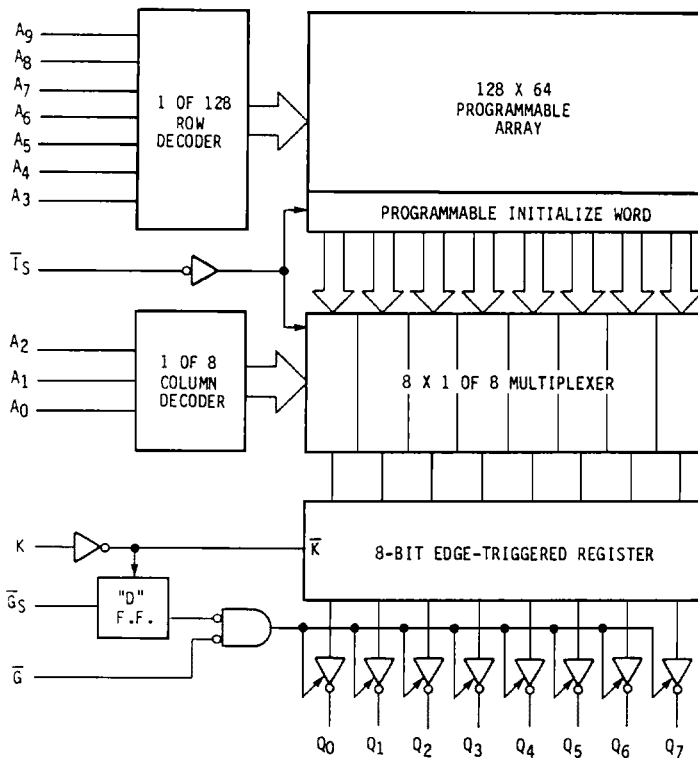 A9
A8
A7
A6
A5
A4
A3
1 OF 128
ROW
DECODER
128 X 64
PROGRAMMABLE
ARRAY
PROGRAMMABLE INITIALIZE WORD
I̅S
A2
A1
A0
1 OF 8
COLUMN
DECODER
8 X 1 OF 8 MULTIPLEXER
K
K̅
8-BIT EDGE-TRIGGERED REGISTER
G̅S
"D"
F.F.
G̅
Q0 Q1 Q2 Q3 Q4 Q5 Q6 Q7